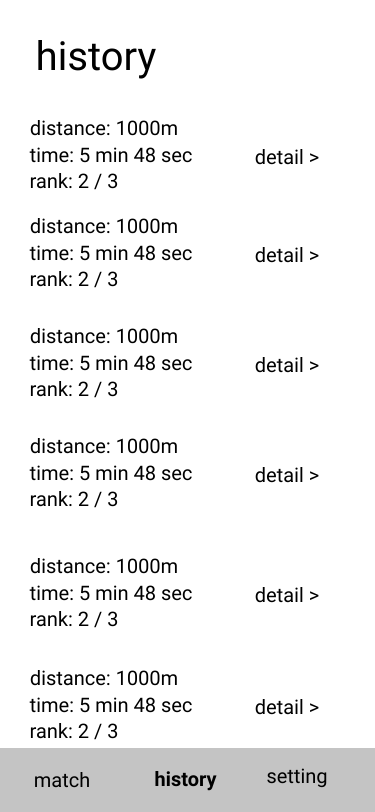 history
distance: 1000m
time: 5 min 48 sec
rank: 2 / 3
detail >
distance: 1000m
time: 5 min 48 sec
rank: 2 / 3
detail >
distance: 1000m
time: 5 min 48 sec
rank: 2 / 3
detail >
distance: 1000m
time: 5 min 48 sec
rank: 2 / 3
detail >
distance: 1000m
time: 5 min 48 sec
rank: 2 / 3
detail >
distance: 1000m
time: 5 min 48 sec
rank: 2 / 3
detail >
match
history
setting